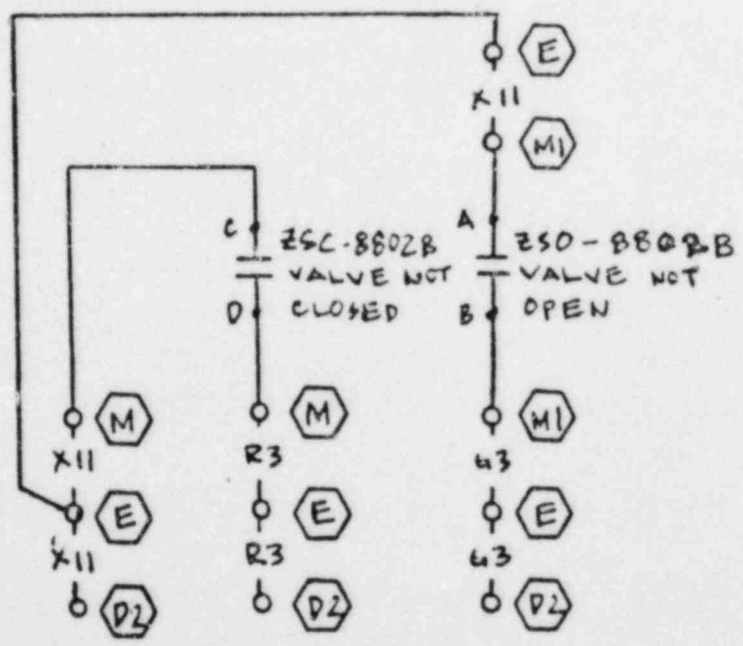 E
X11
M1
C
ZSC-8802B
VALVE NOT
D
CLOSED
A
ZSO-8802B
VALVE NOT
B
OPEN
M
M
M1
X11
R3
G3
E
E
E
X11
R3
G3
D2
D2
D2